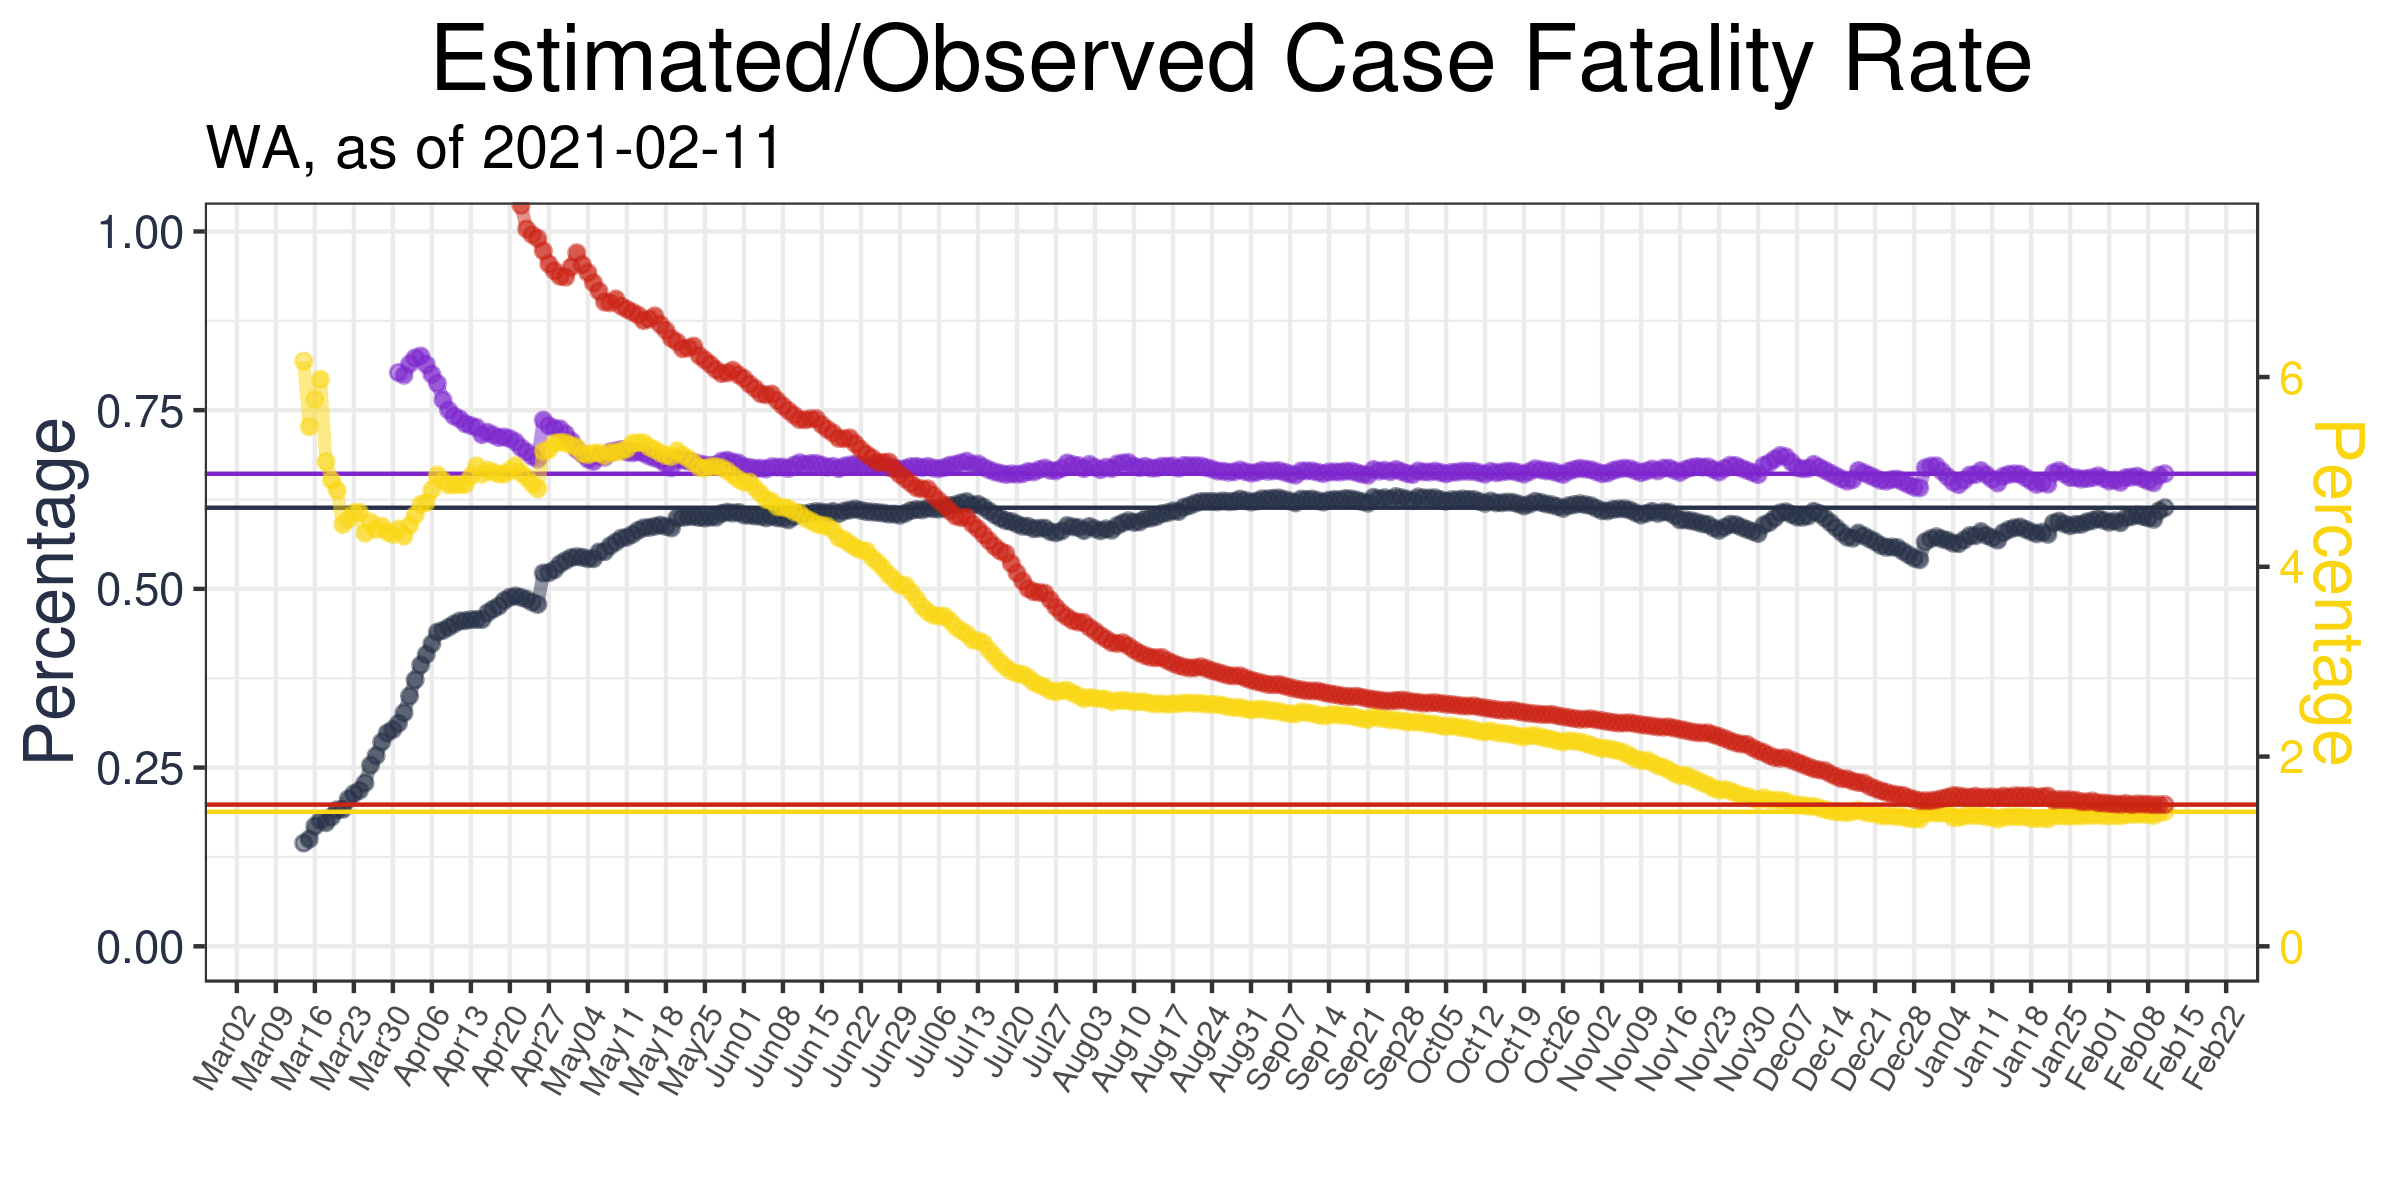 Estimated/Observed Case Fatality Rate
WA, as of 2021-02-11
Percentage
1.00
0.75
0.50
0.25
0.00
6
4
2
0
Percentage
Mar02
Mar09
Mar16
Mar23
Mar30
Apr06
Apr13
Apr20
Apr27
May04
May11
May18
May25
Jun01
Jun08
Jun15
Jun22
Jun29
Jul06
Jul13
Jul20
Jul27
Aug03
Aug10
Aug17
Aug24
Aug31
Sep07
Sep14
Sep21
Sep28
Oct05
Oct12
Oct19
Oct26
Nov02
Nov09
Nov16
Nov23
Nov30
Dec07
Dec14
Dec21
Dec28
Jan04
Jan11
Jan18
Jan25
Feb01
Feb08
Feb15
Feb22